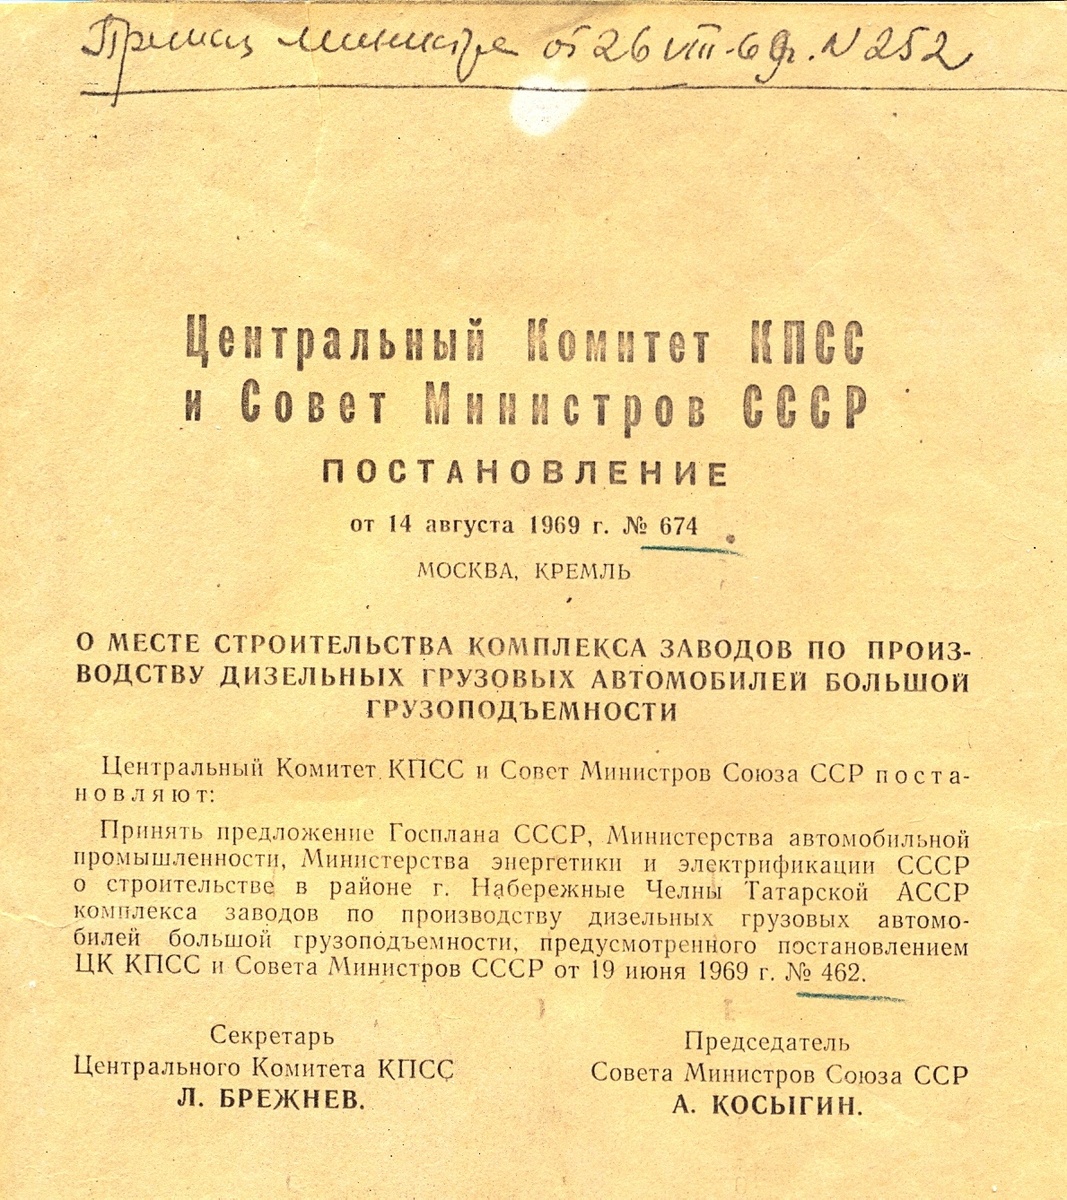 Приказ министра от 26 VIII-69г. N 252
Центральный Комитет КПСС
и Совет Министров СССР
ПОСТАНОВЛЕНИЕ
от 14 августа 1969 г. № 674
МОСКВА, КРЕМЛЬ
О МЕСТЕ СТРОИТЕЛЬСТВА КОМПЛЕКСА ЗАВОДОВ ПО ПРОИЗ-
ВОДСТВУ ДИЗЕЛЬНЫХ ГРУЗОВЫХ АВТОМОБИЛЕЙ БОЛЬШОЙ
ГРУЗОПОДЪЕМНОСТИ
Центральный Комитет КПСС и Совет Министров Союза ССР поста-
новляют:
Принять предложение Госплана СССР, Министерства автомобильной
промышленности, Министерства энергетики и электрификации СССР
о строительстве в районе г. Набережные Челны Татарской АССР
комплекса заводов по производству дизельных грузовых автомо-
билей большой грузоподъемности, предусмотренного постановлением
ЦК КПСС и Совета Министров СССР от 19 июня 1969 г. № 462.
Секретарь
Центрального Комитета КПСС
Л. БРЕЖНЕВ.
Председатель
Совета Министров Союза ССР
А. КОСЫГИН.